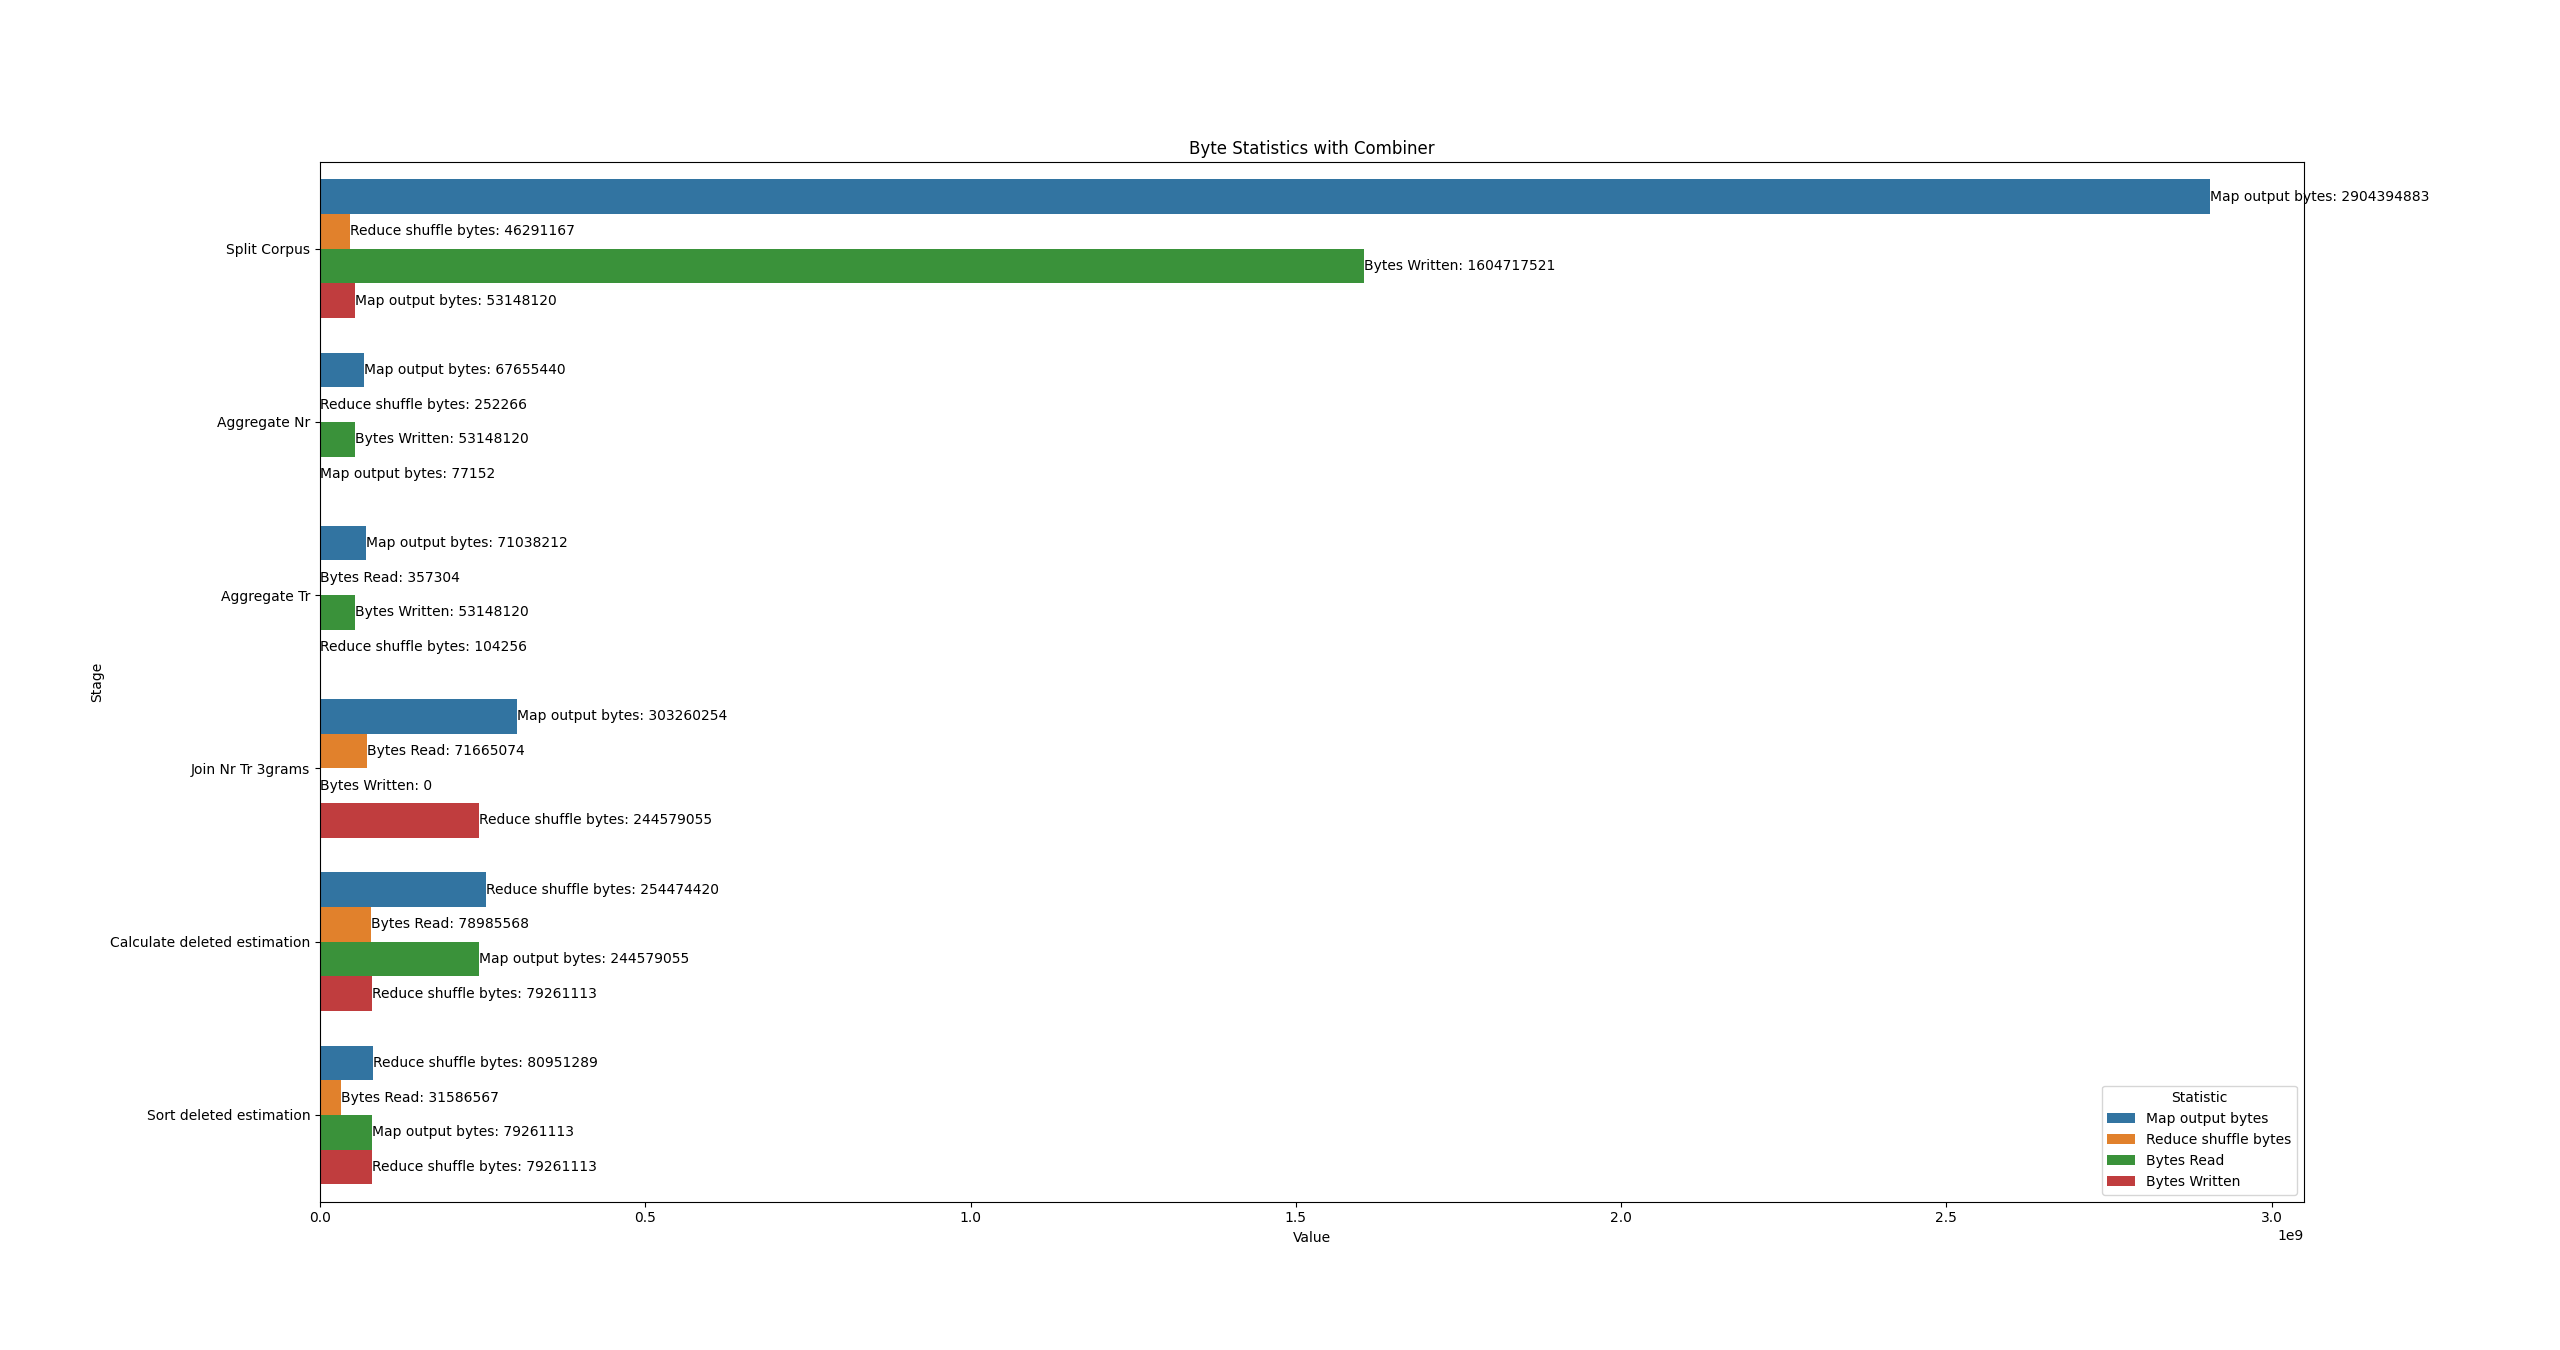 Byte Statistics with Combiner
Map output bytes: 2904394883
Reduce shuffle bytes: 46291167
Split Corpus
Bytes Written: 1604717521
Map output bytes: 53148120
Map output bytes: 67655440
Reduce shuffle bytes: 252266
Aggregate Nr
Bytes Written: 53148120
Map output bytes: 77152
Map output bytes: 71038212
Bytes Read: 357304
Aggregate Tr
Bytes Written: 53148120
Reduce shuffle bytes: 104256
Stage
Map output bytes: 303260254
Bytes Read: 71665074
Join Nr Tr 3grams
Bytes Written: 0
Reduce shuffle bytes: 244579055
Reduce shuffle bytes: 254474420
Bytes Read: 78985568
Calculate deleted estimation
Map output bytes: 244579055
Reduce shuffle bytes: 79261113
Reduce shuffle bytes: 80951289
Bytes Read: 31586567
Sort deleted estimation
Map output bytes: 79261113
Reduce shuffle bytes: 79261113
Statistic
Map output bytes
Reduce shuffle bytes
Bytes Read
Bytes Written
0.0 0.5 1.0 1.5 2.0 2.5 3.0
1e9
Value